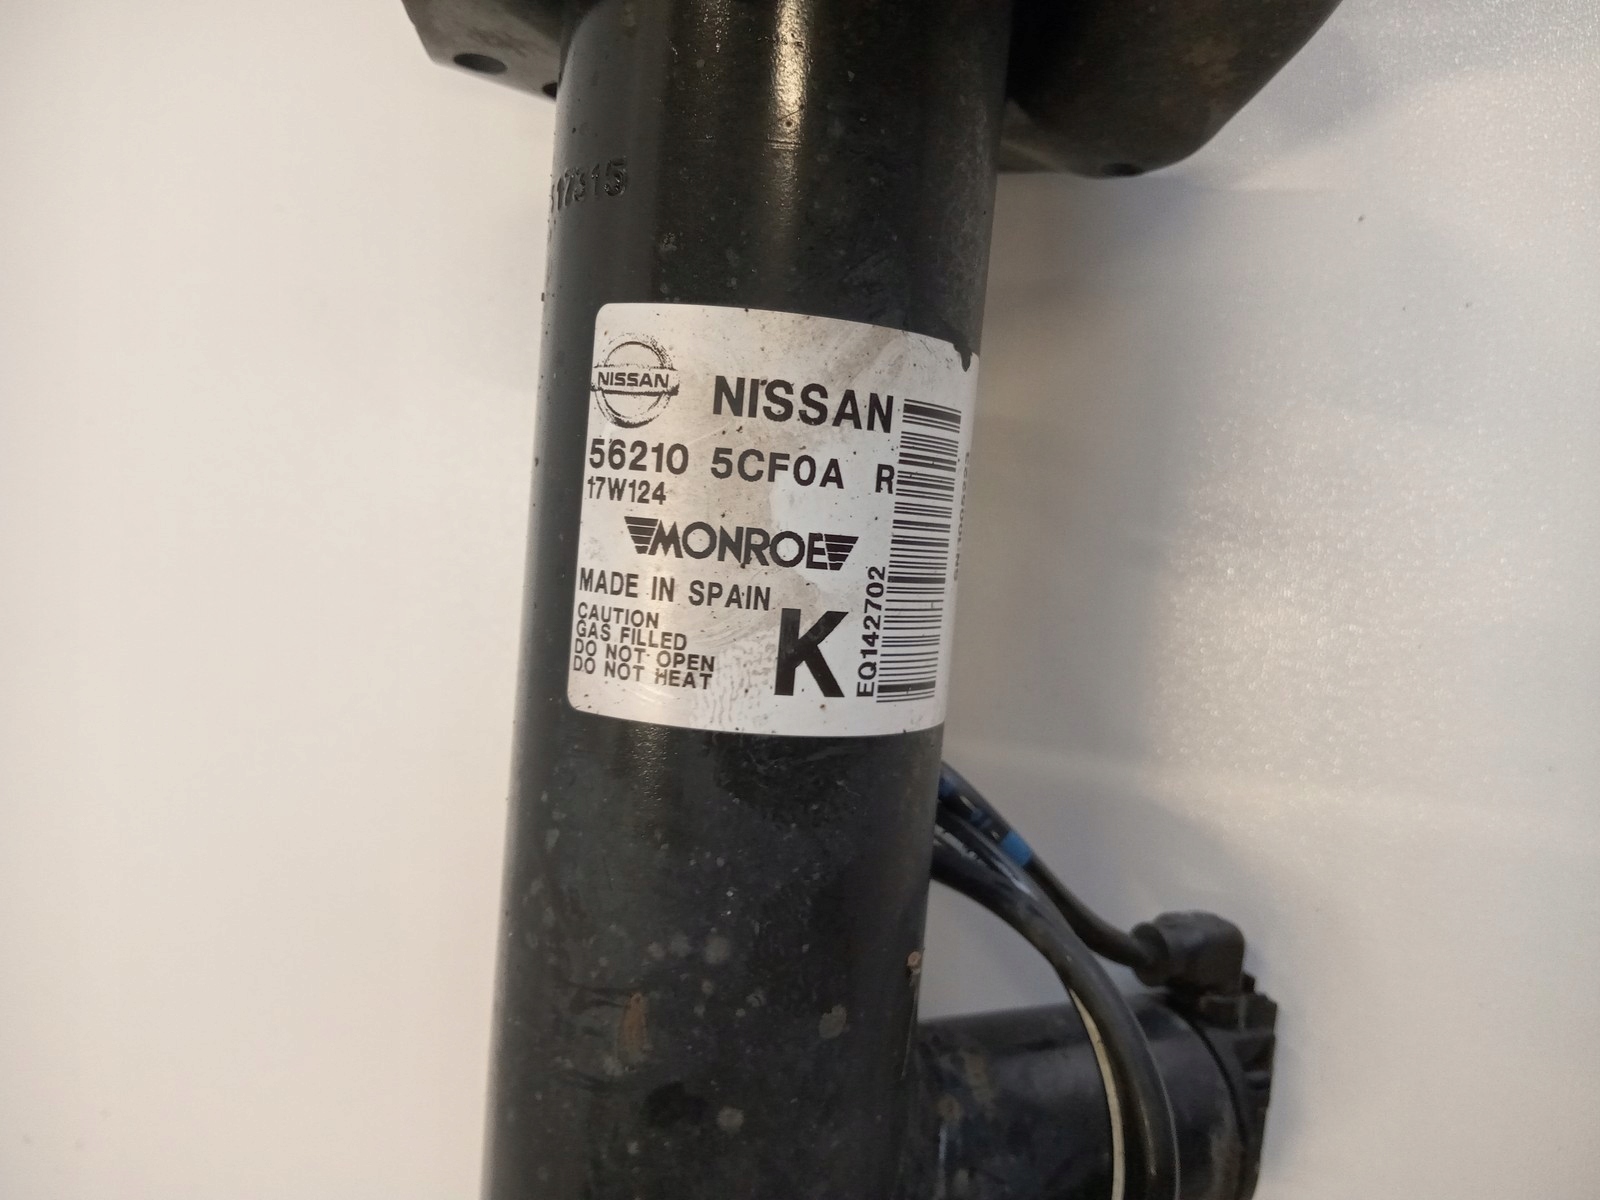 17315
NISSAN
NISSAN
56210 5CF0A R
17W124
MONROE
MADE IN SPAIN
CAUTION
GAS FILLED
DO NOT OPEN
DO NOT HEAT
K
EQ142702